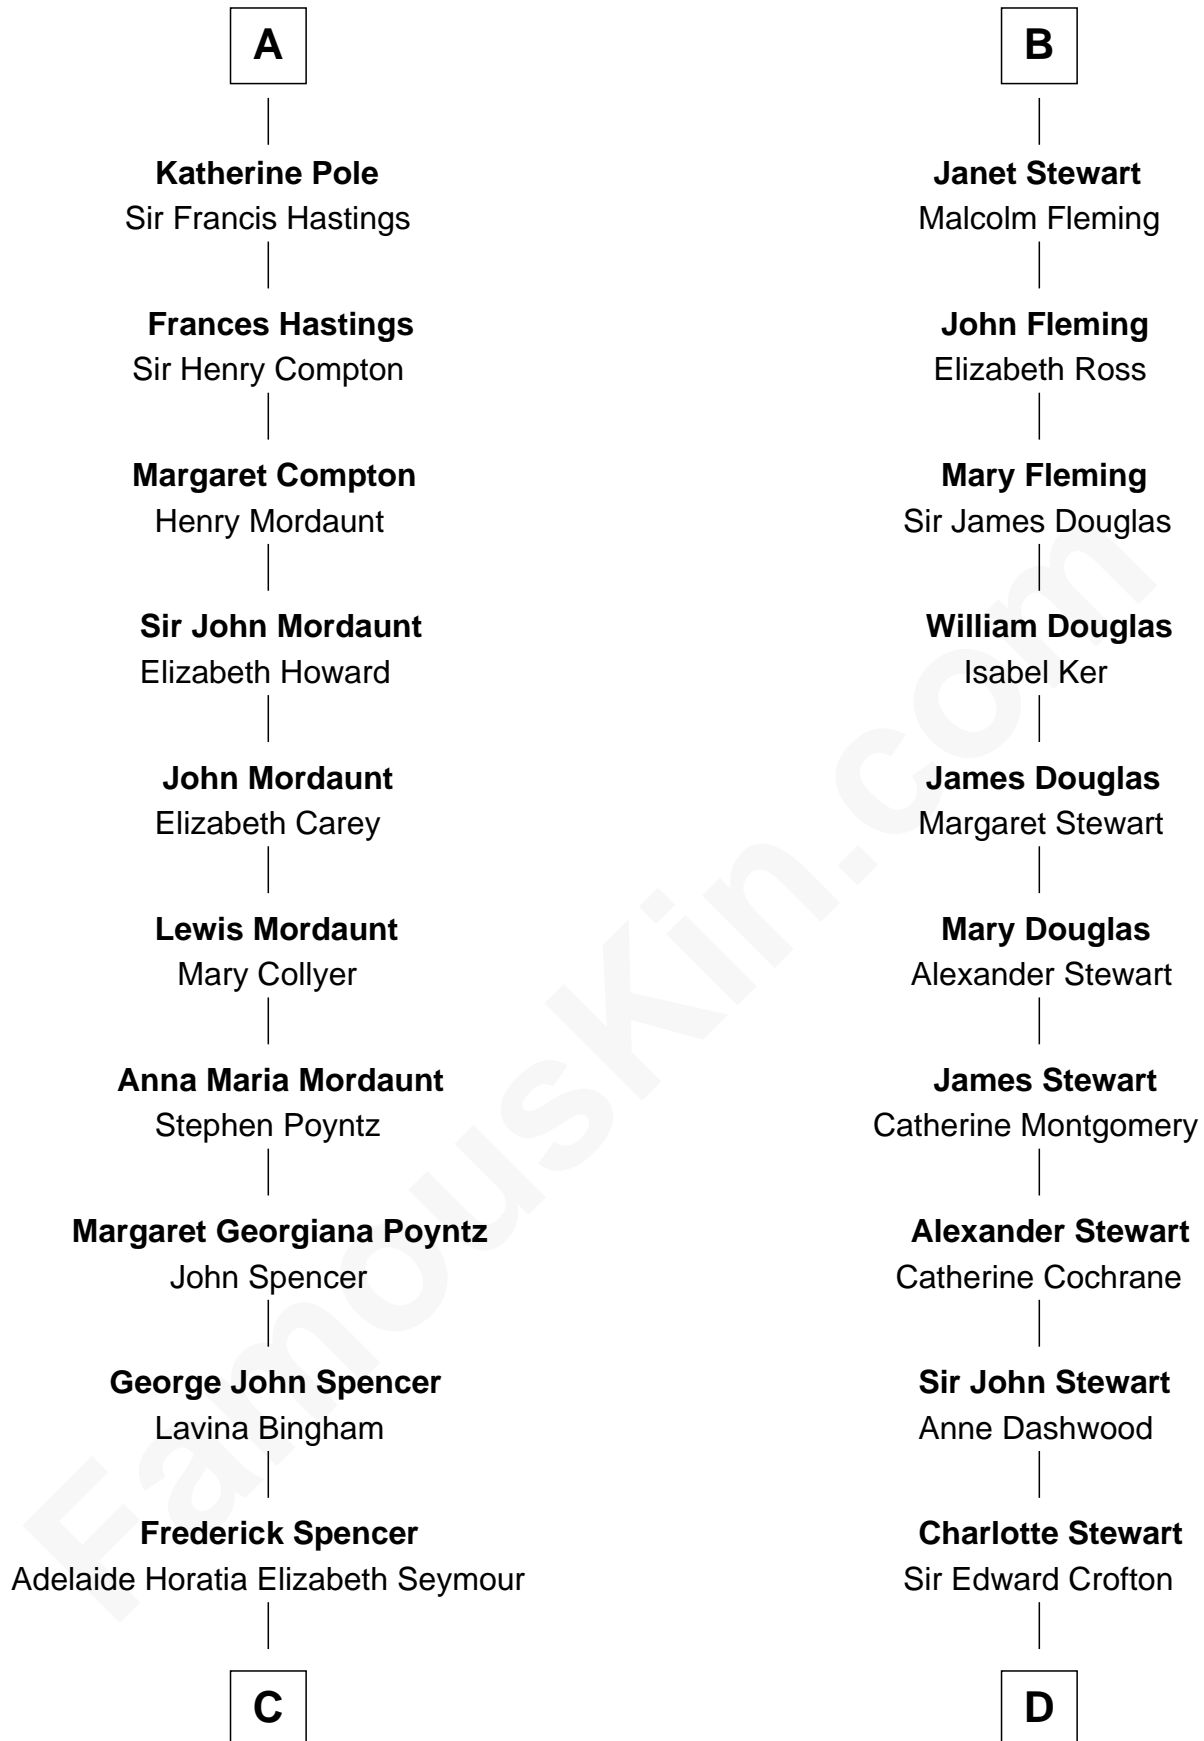 A
Katherine Pole
Sir Francis Hastings
Frances Hastings
Sir Henry Compton
Margaret Compton
Henry Mordaunt
Sir John Mordaunt
Elizabeth Howard
John Mordaunt
Elizabeth Carey
Lewis Mordaunt
Mary Collyer
Anna Maria Mordaunt
Stephen Poyntz
Margaret Georgiana Poyntz
John Spencer
George John Spencer
Lavina Bingham
Frederick Spencer
Adelaide Horatia Elizabeth Seymour
C
B
Janet Stewart
Malcolm Fleming
John Fleming
Elizabeth Ross
Mary Fleming
Sir James Douglas
William Douglas
Isabel Ker
James Douglas
Margaret Stewart
Mary Douglas
Alexander Stewart
James Stewart
Catherine Montgomery
Alexander Stewart
Catherine Cochrane
Sir John Stewart
Anne Dashwood
Charlotte Stewart
Sir Edward Crofton
D
FamousKin.com